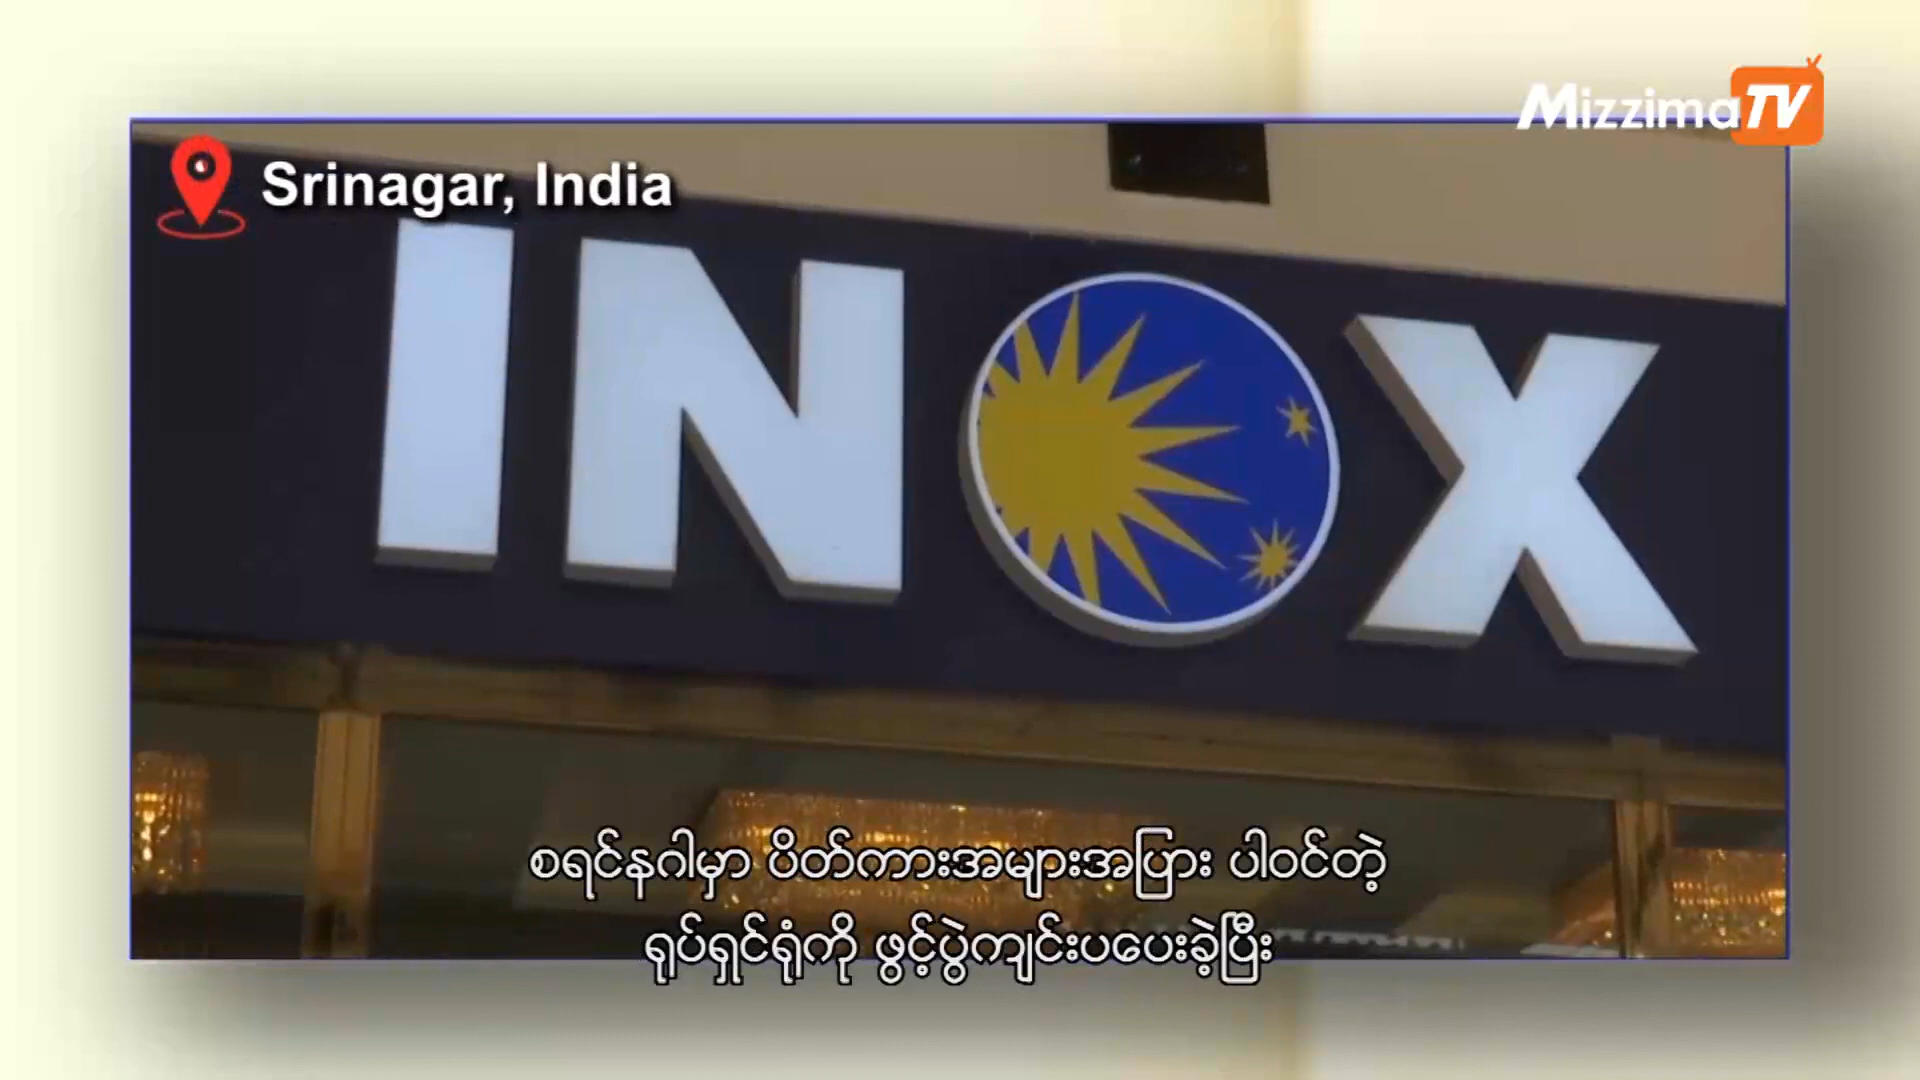 MizzimaTV
Srinagar, India
INOX
စရင်နဂါမှာ ပိတ်ကားအများအပြား ပါဝင်တဲ့
ရုပ်ရှင်ရုံကို ဖွင့်ပွဲကျင်းပပေးခဲ့ပြီး